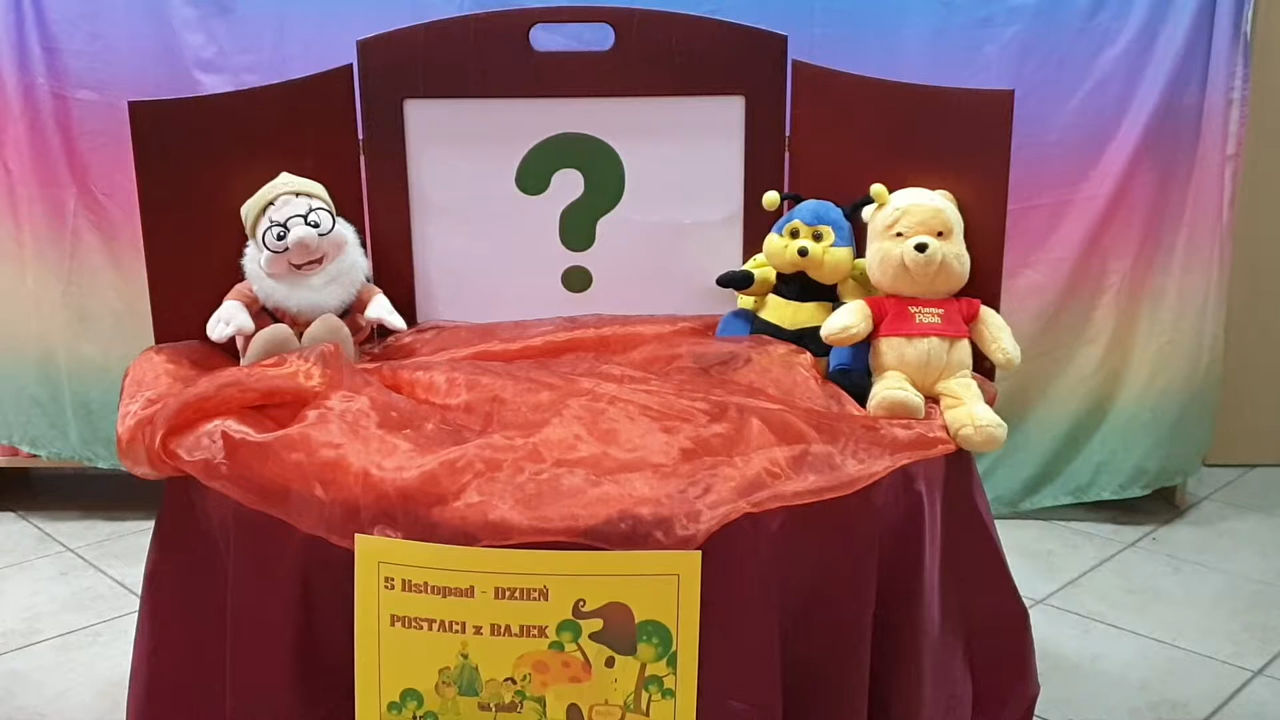 ?
Winnie
the
Pooh
5 listopad - DZIEŃ
POSTACI z BAJEK